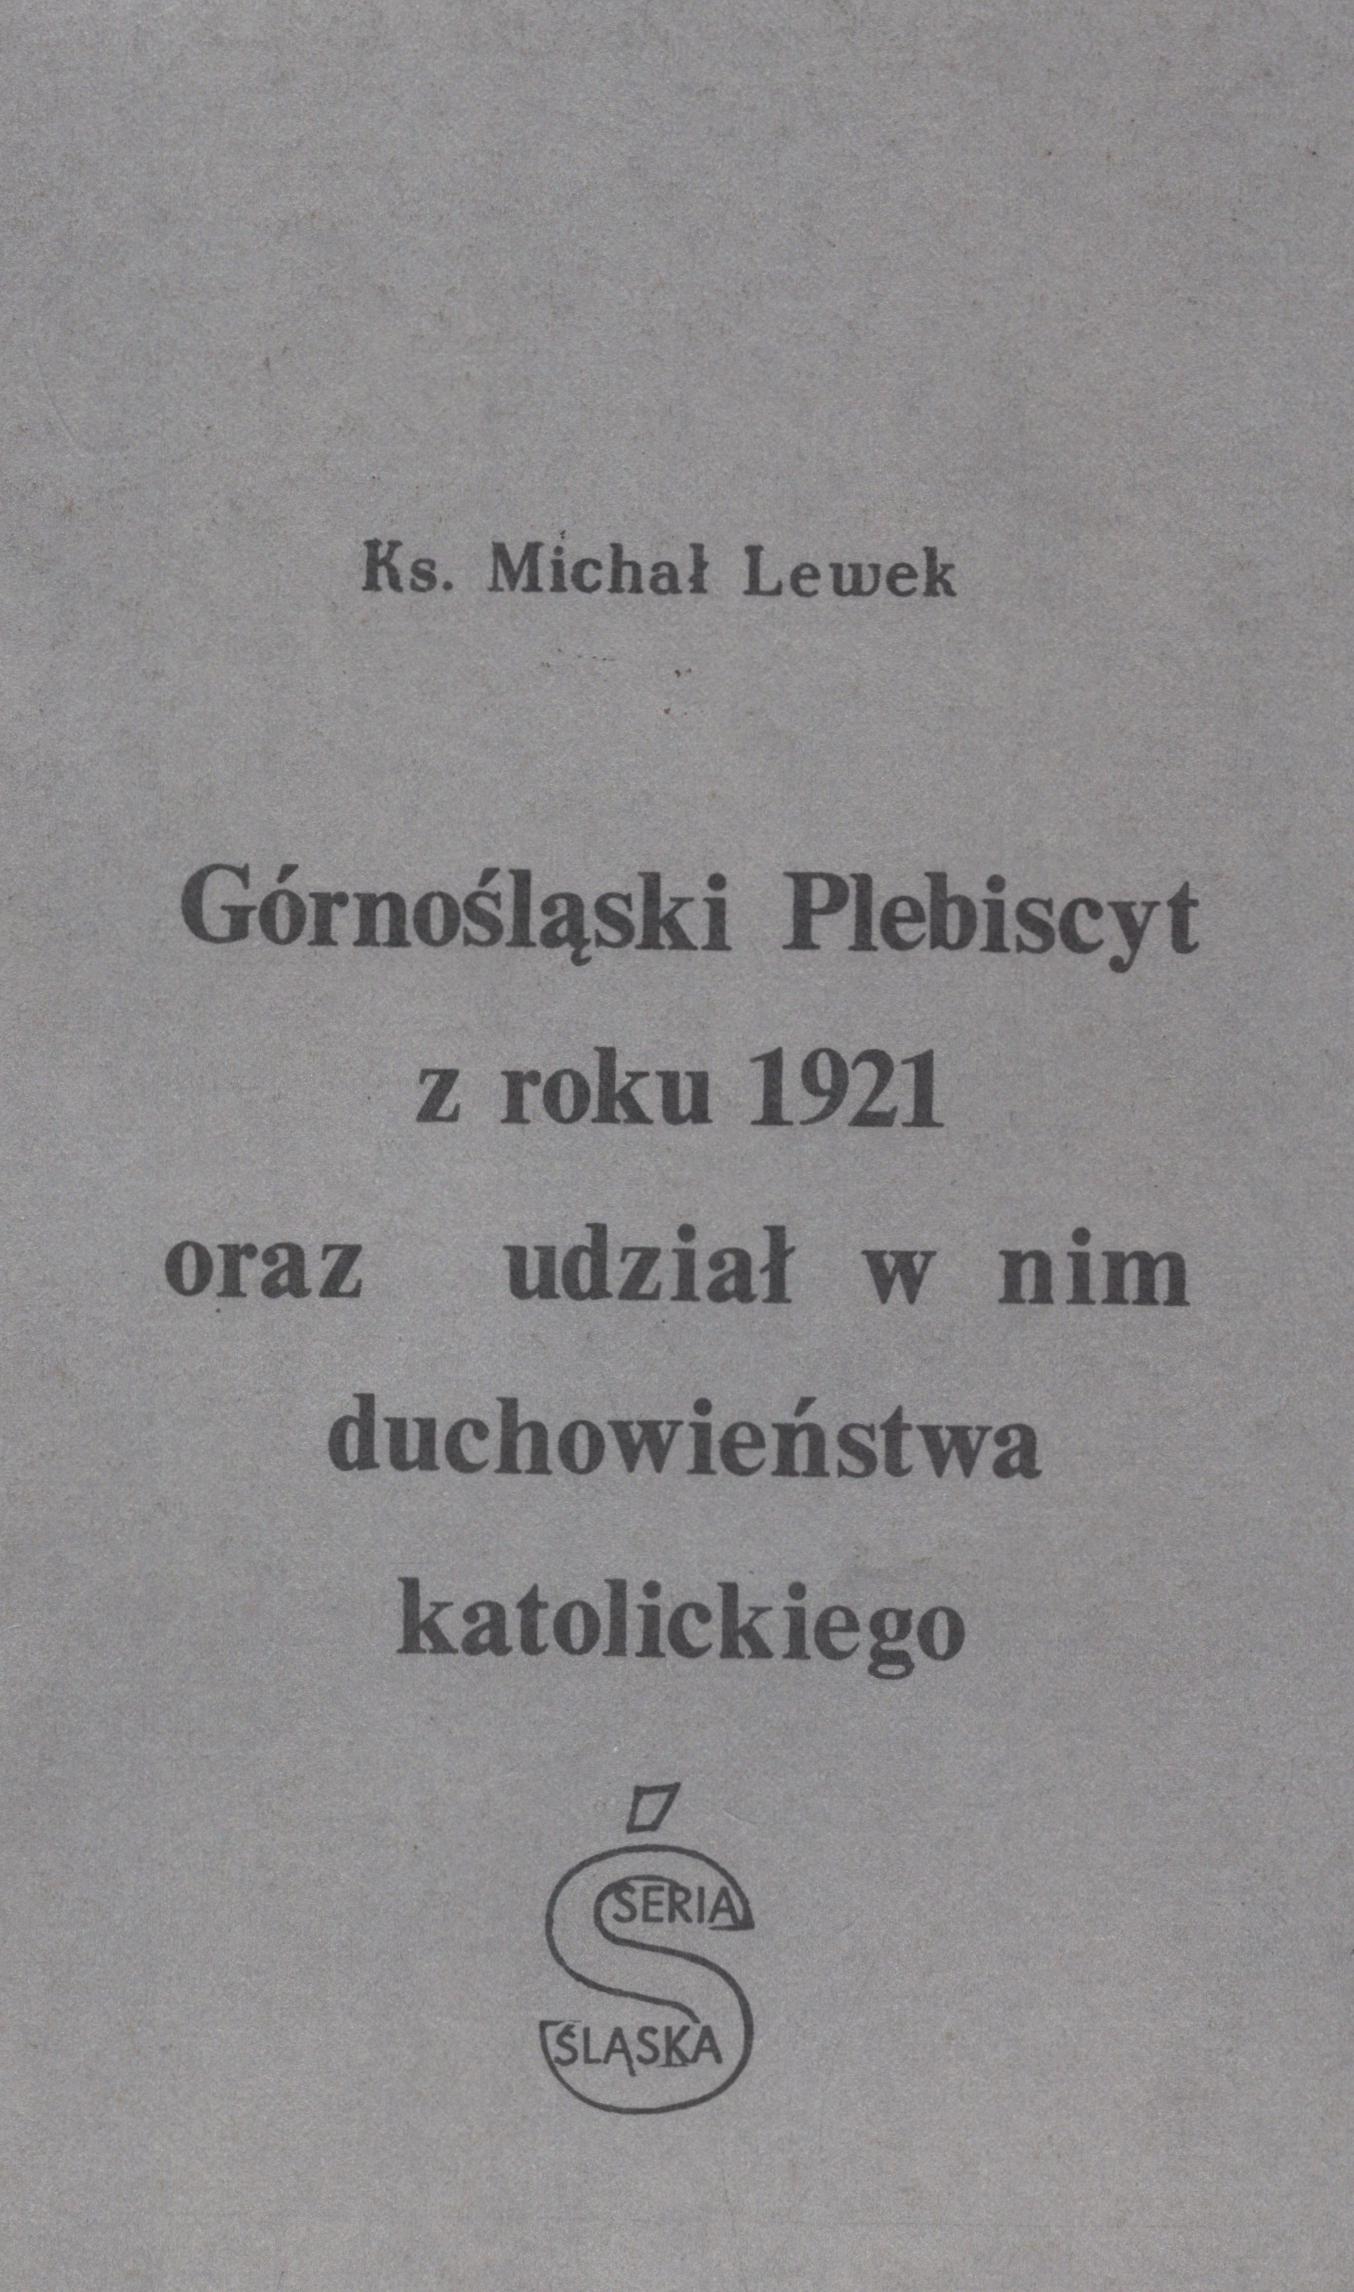 Ks. Michał Lewek
Górnośląski Plebiscyt
z roku 1921
oraz udział w nim
duchowieństwa
katolickiego
SERIA
ŚLĄSKA